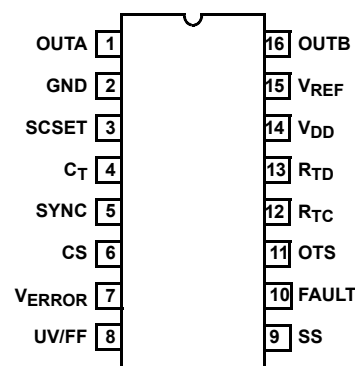 OUTA 1 16 OUTB
GND 2 15 VREF
SCSET 3 14 VDD
CT 4 13 RTD
SYNC 5 12 RTC
CS 6 11 OTS
VERROR 7 10 FAULT
UV/FF 8 9 SS